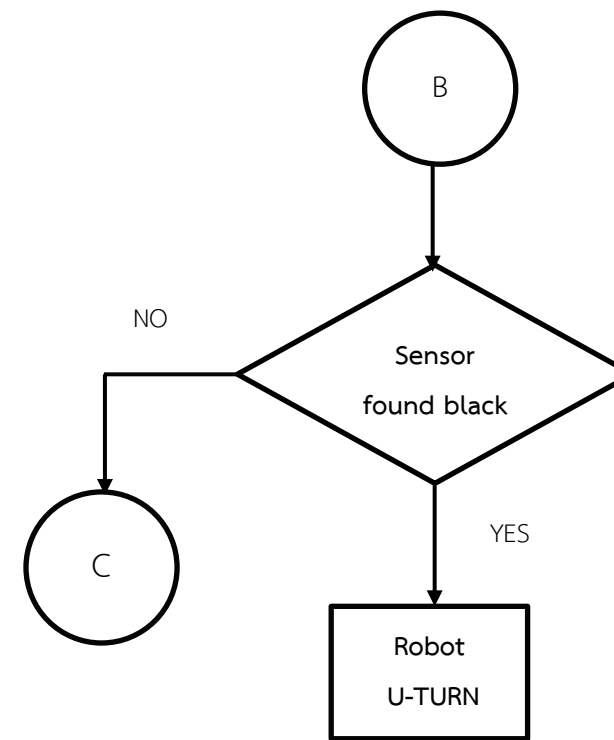 B
NO
Sensor
found black
C
YES
Robot
U-TURN